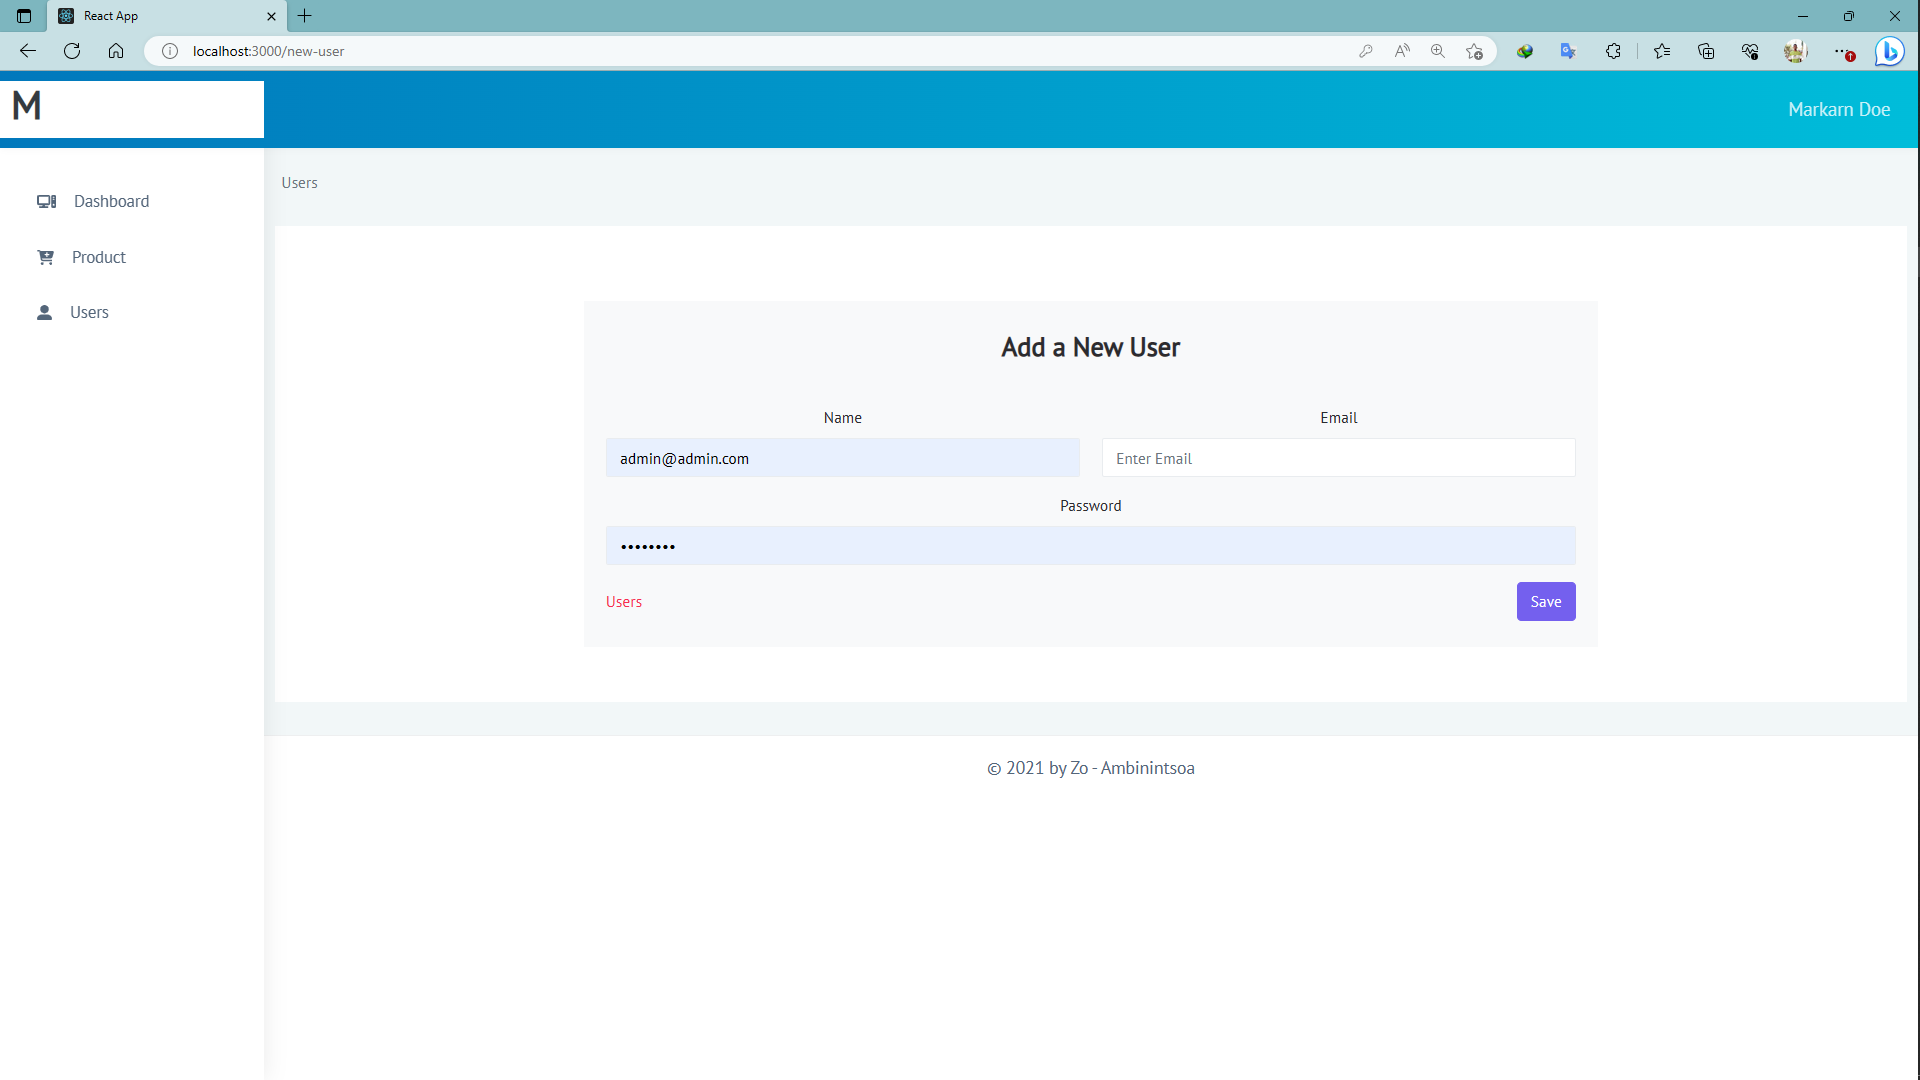 React App
localhost:3000/new-user
M
Markarn Doe
Dashboard
Product
Users
Users
Add a New User
Name
Email
admin@admin.com
Enter Email
Password
••••••••
Users
Save
© 2021 by Zo - Ambinintsoa